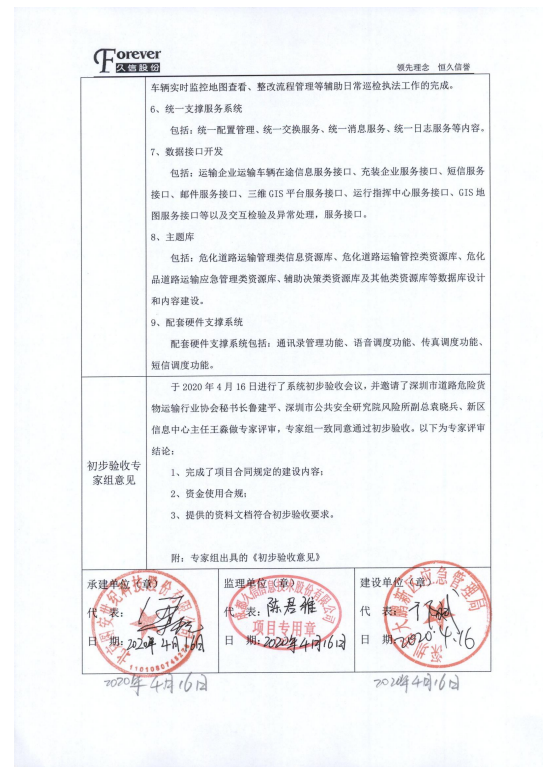 Forever
久信股份
领先理念 恒久信誉
车辆实时监控地图查看、整改流程管理等辅助日常巡检执法工作的完成。
6、统一支撑服务系统
包括：统一配置管理、统一交换服务、统一消息服务、统一日志服务等内容。
7、数据接口开发
包括：运输企业运输车辆在途信息服务接口、充装企业服务接口、短信服务
接口、邮件服务接口、三维 GIS 平台服务接口、运行指挥中心服务接口、GIS 地
图服务接口等以及交互检验及异常处理，服务接口。
8、主题库
包括：危化道路运输管理类信息资源库、危化道路运输管控类资源库、危化
品道路运输应急管理类资源库、辅助决策类资源库及其他类资源库等数据库设计
和内容建设。
9、配套硬件支撑系统
配套硬件支撑系统包括：通讯录管理功能、语音调度功能、传真调度功能、
短信调度功能。
初步验收专
家组意见
于 2020 年 4 月 16 日进行了系统初步验收会议，并邀请了深圳市道路危险货
物运输行业协会秘书长鲁建平、深圳市公共安全研究院风险所副总袁晓兵、新区
信息中心主任王淼做专家评审，专家组一致同意通过初步验收。以下为专家评审
结论：
1、完成了项目合同规定的建设内容；
2、资金使用合规；
3、提供的资料文档符合初步验收要求。
附：专家组出具的《初步验收意见》
承建单位（章）
代 表：
日 期：2020年4月16日
监理单位（章）
代 表：陈君雅
项目专用章
日 期：2020年4月16日
建设单位（章）
代 表：
日 期：2020.4.16
2020年4月16日
2020年4月16日